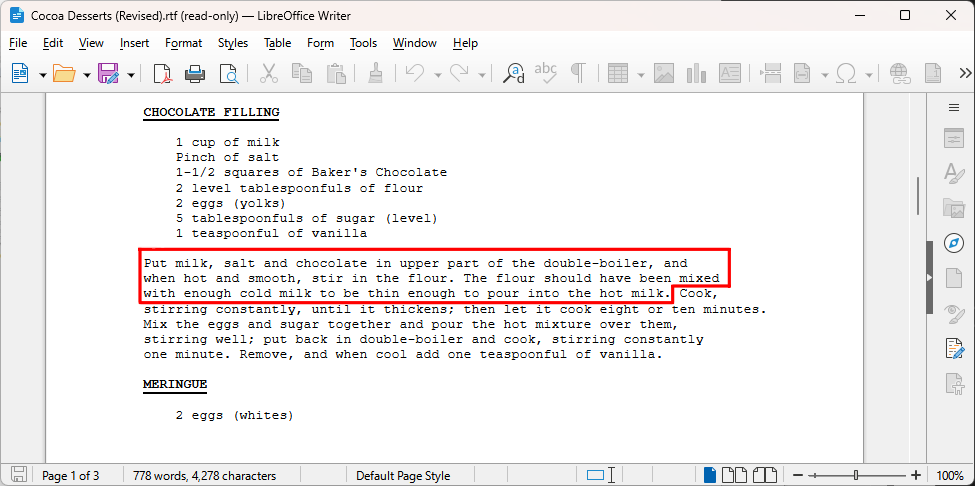 Cocoa Desserts (Revised).rtf (read-only) — LibreOffice Writer
File Edit View Insert Format Styles Table Form Tools Window Help
CHOCOLATE FILLING
1 cup of milk
Pinch of salt
1-1/2 squares of Baker's Chocolate
2 level tablespoonfuls of flour
2 eggs (yolks)
5 tablespoonfuls of sugar (level)
1 teaspoonful of vanilla
Put milk, salt and chocolate in upper part of the double-boiler, and
when hot and smooth, stir in the flour. The flour should have been mixed
with enough cold milk to be thin enough to pour into the hot milk. Cook,
stirring constantly, until it thickens; then let it cook eight or ten minutes.
Mix the eggs and sugar together and pour the hot mixture over them,
stirring well; put back in double-boiler and cook, stirring constantly
one minute. Remove, and when cool add one teaspoonful of vanilla.
MERINGUE
2 eggs (whites)
Page 1 of 3 778 words, 4,278 characters Default Page Style 100%